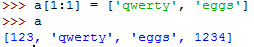 >>> a[1:1] = ['qwerty', 'eggs']
>>> a
[123, 'qwerty', 'eggs', 1234]